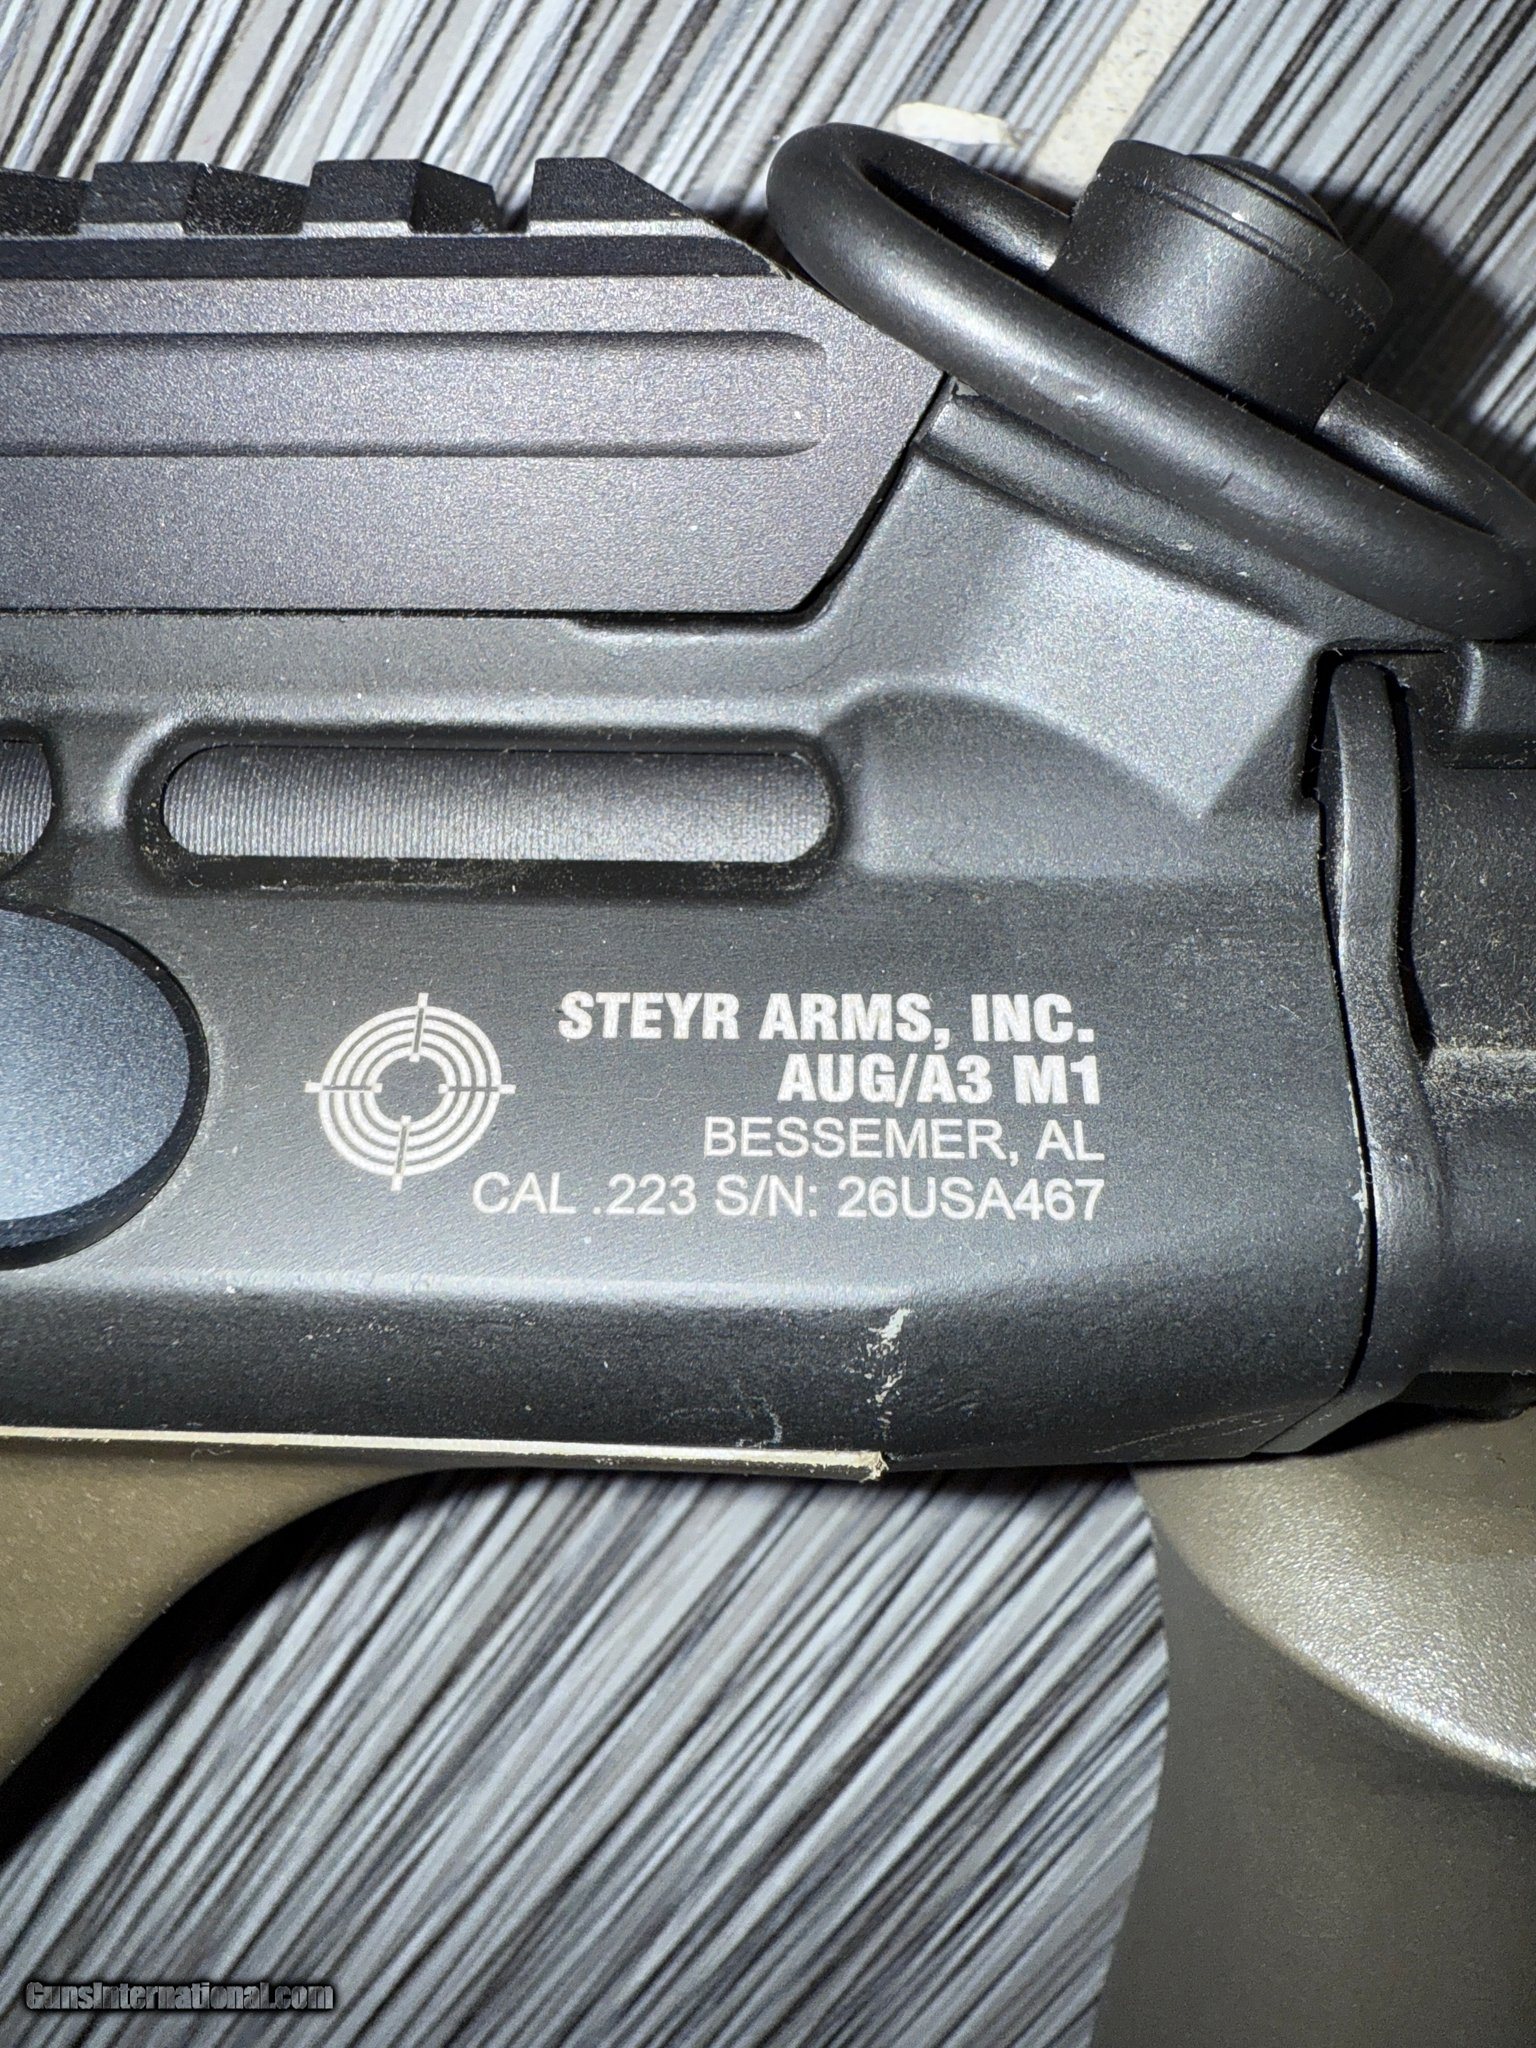 STEYR ARMS, INC.
AUG/A3 M1
BESSEMER, AL
CAL .223 S/N: 26USA467
GunsInternational.com